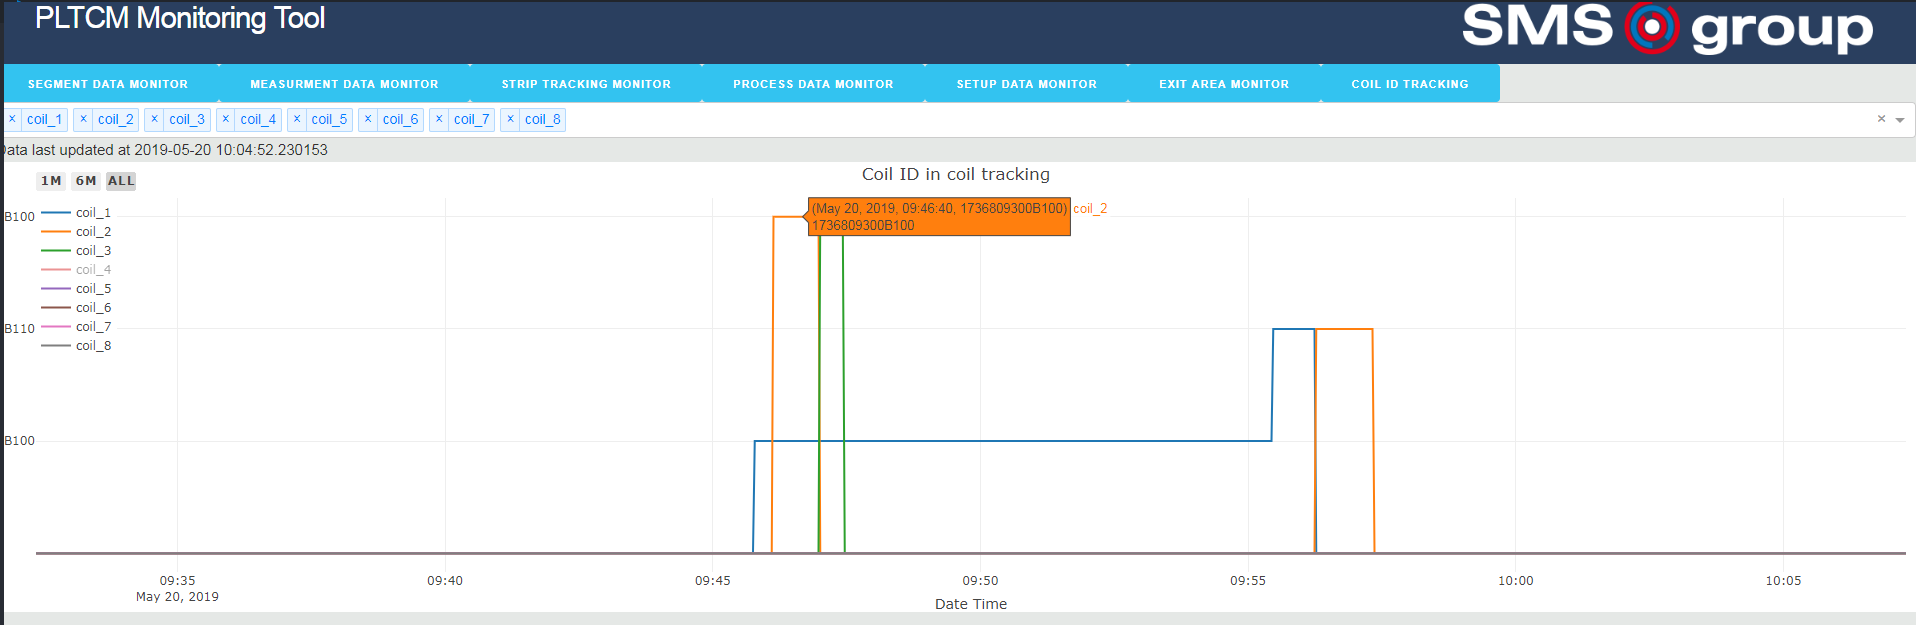 PLTCM Monitoring Tool
SMS group
SEGMENT DATA MONITOR MEASURMENT DATA MONITOR STRIP TRACKING MONITOR PROCESS DATA MONITOR SETUP DATA MONITOR EXIT AREA MONITOR COIL ID TRACKING
× coil_1 × coil_2 × coil_3 × coil_4 × coil_5 × coil_6 × coil_7 × coil_8 ×
ata last updated at 2019-05-20 10:04:52.230153
Coil ID in coil tracking
1M 6M ALL
(May 20, 2019, 09:46:40, 1736809300B100) coil_2
1736809300B100
B100
B110
B100
coil_1
coil_2
coil_3
coil_4
coil_5
coil_6
coil_7
coil_8
09:35 09:40 09:45 09:50 09:55 10:00 10:05
May 20, 2019
Date Time